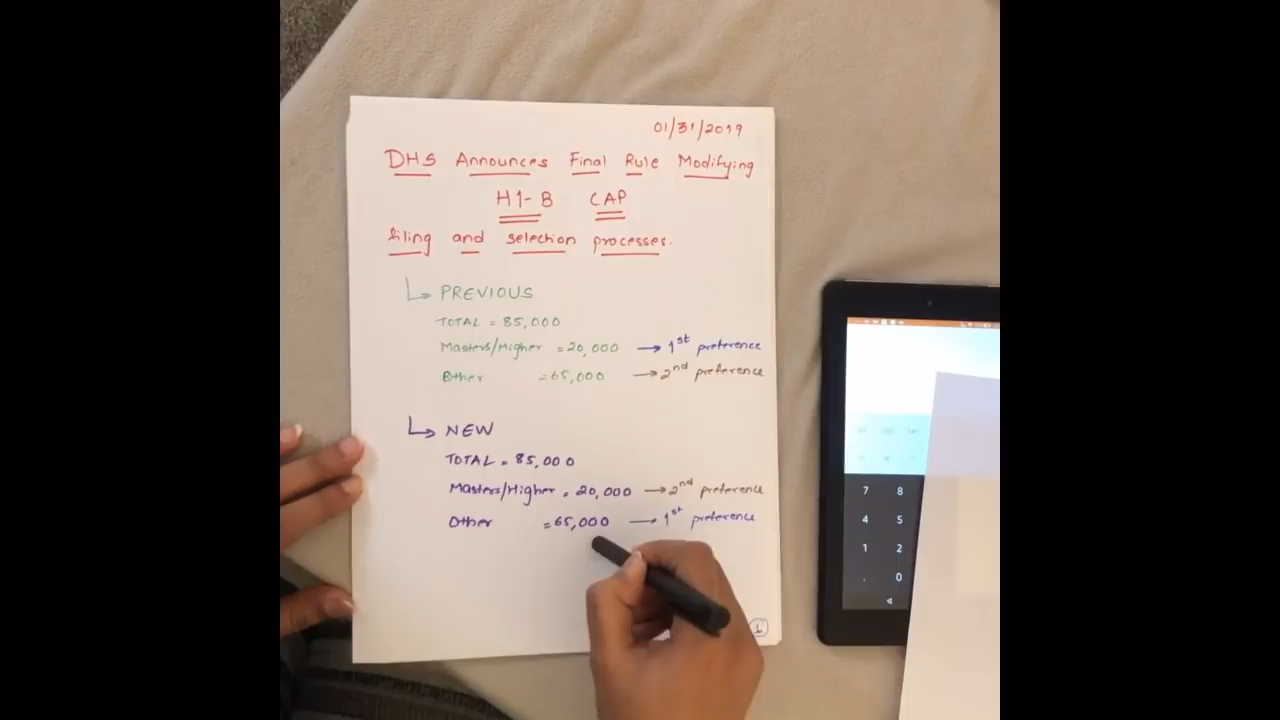 01/31/2019
DHS Announces Final Rule Modifying
H1-B CAP
filing and selection processes.
PREVIOUS
TOTAL = 85,000
Masters/Higher = 20,000 → 1st preference
Other = 65,000 → 2nd preference
NEW
TOTAL = 85,000
Masters/Higher = 20,000 → 2nd preference
Other = 65,000 → 1st preference
1
7 8
4 5
1 2
. 0